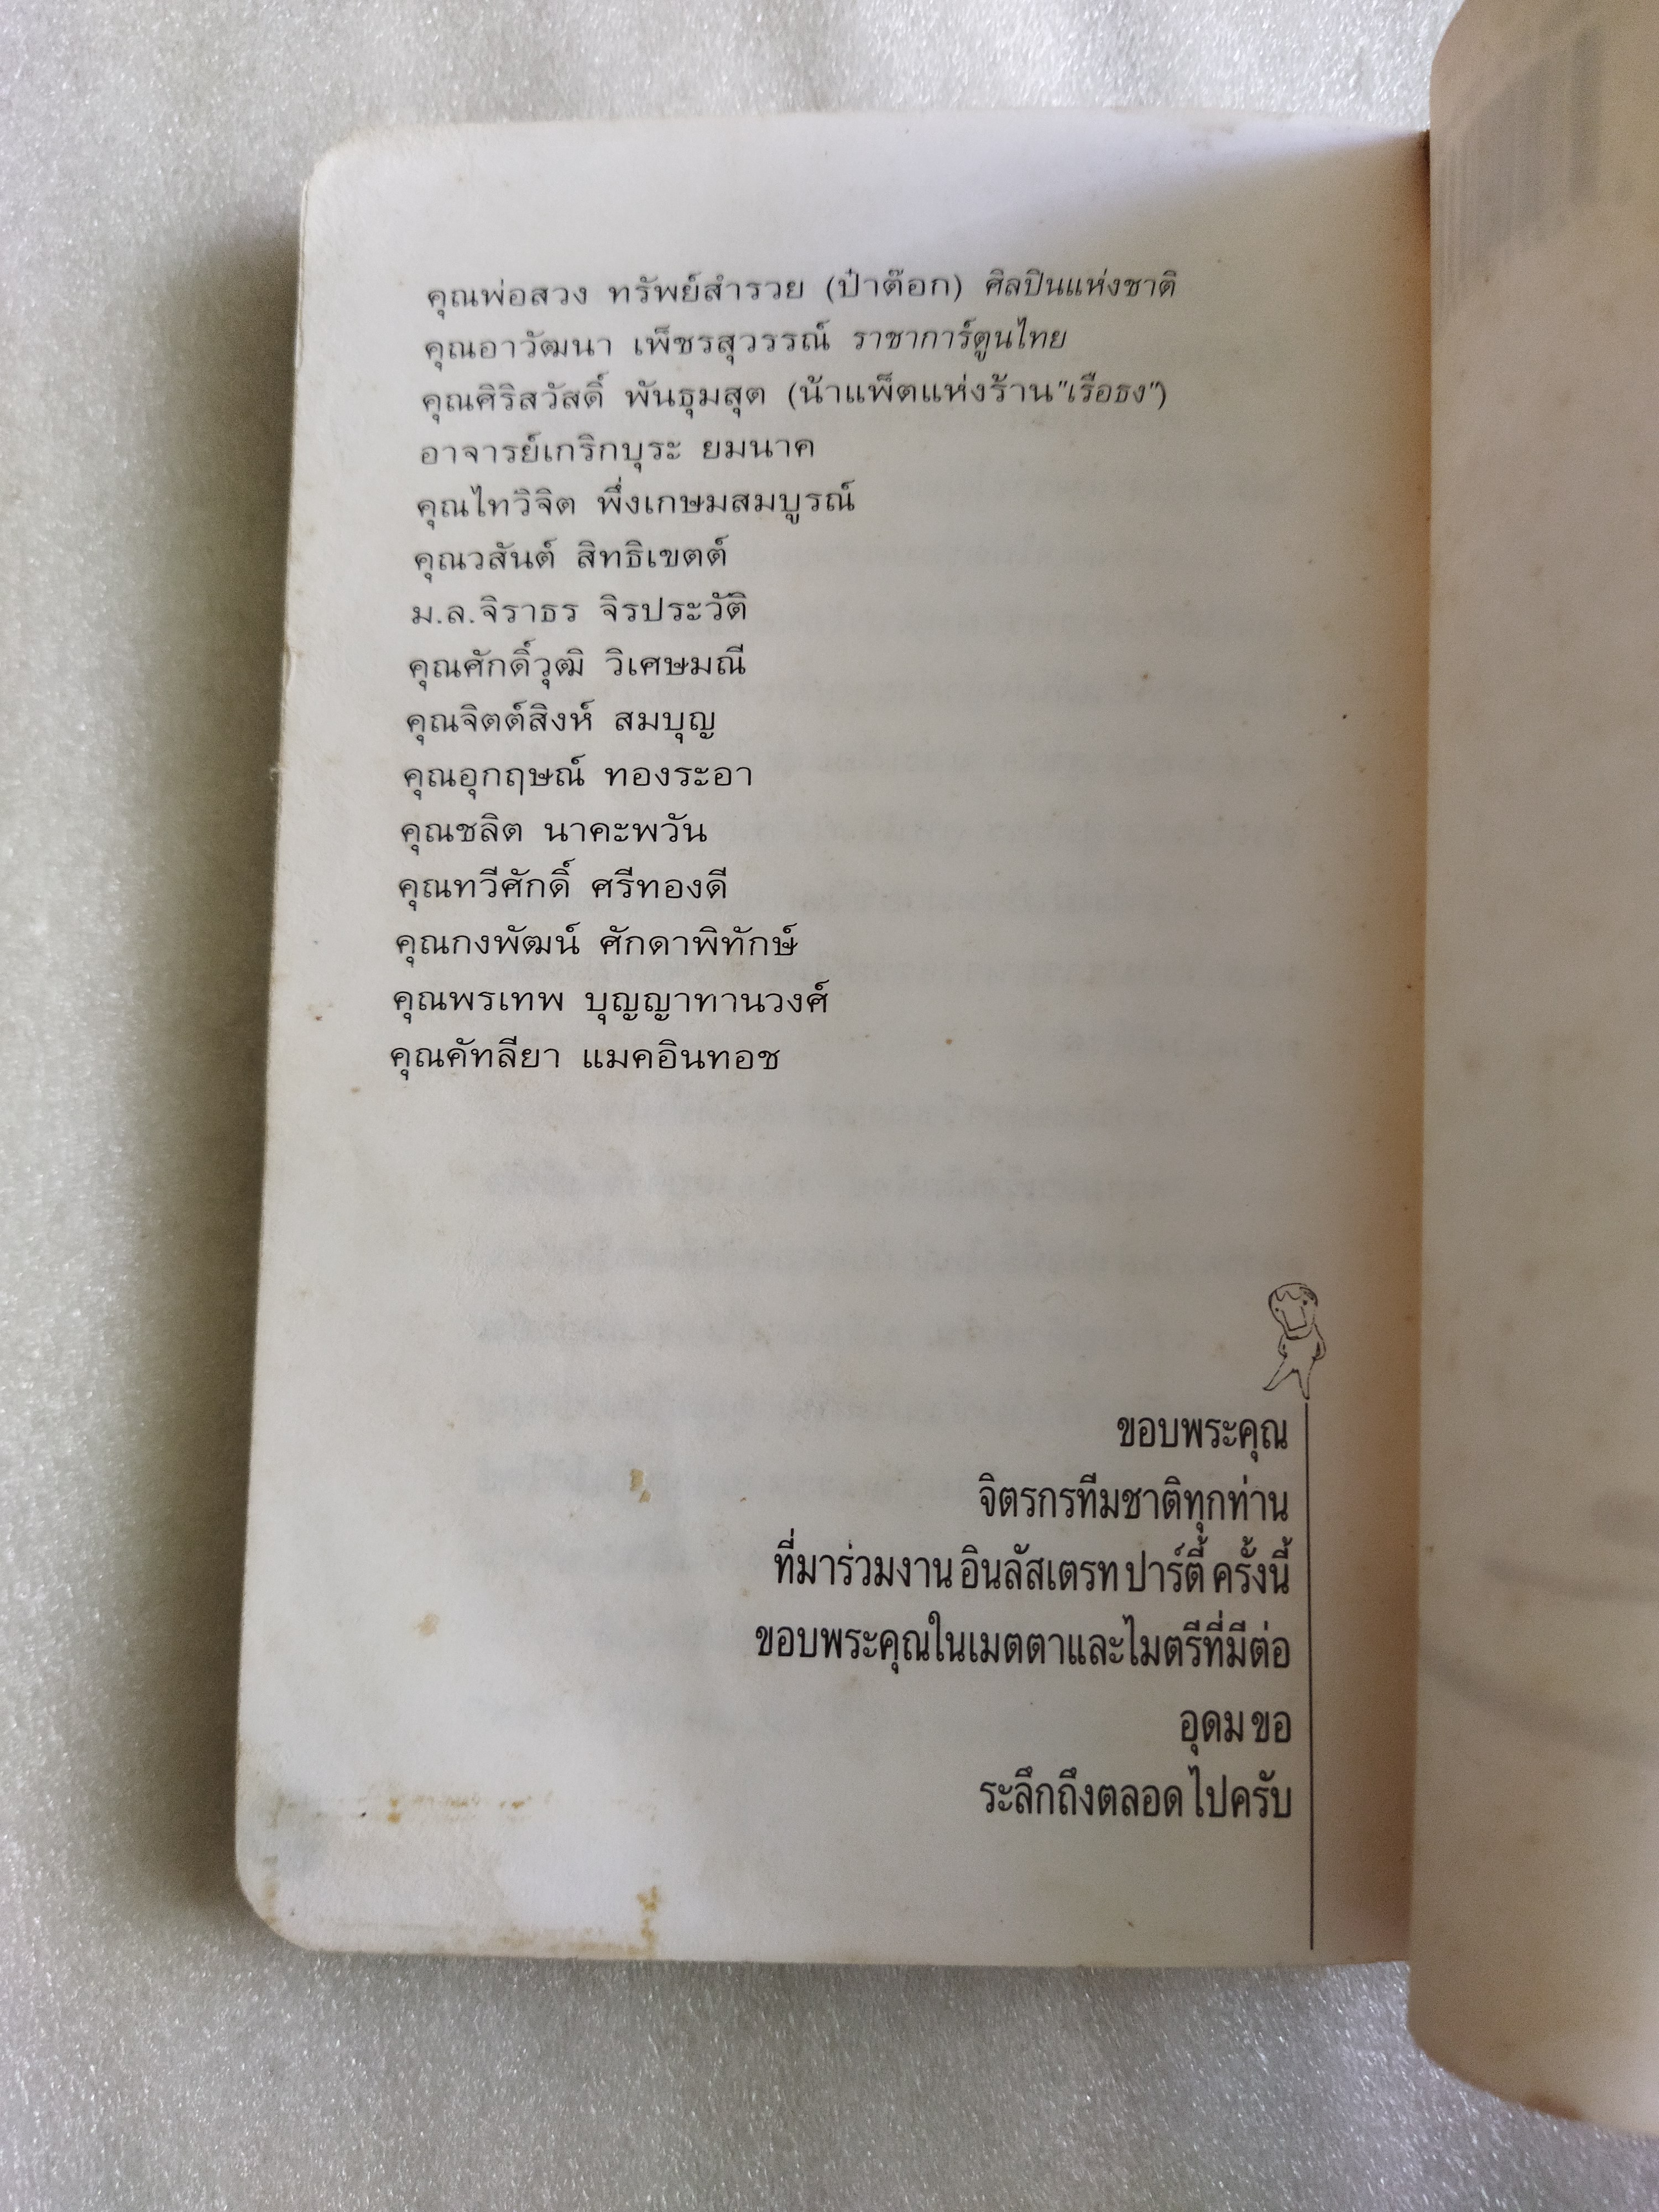 คุณพ่อสวง ทรัพย์สำรวย (ป๋าต๊อก) ศิลปินแห่งชาติ
คุณอาวัฒนา เพ็ชรสุวรรณ์ ราชาการ์ตูนไทย
คุณศิริสวัสดิ์ พันธุมสุต (น้าแพ็ตแห่งร้าน"เรือธง")
อาจารย์เกริกบุระ ยมนาค
คุณไทวิจิต พึ่งเกษมสมบูรณ์
คุณวสันต์ สิทธิเขตต์
ม.ล.จิราธร จิรประวัติ
คุณศักดิ์วุฒิ วิเศษมณี
คุณจิตต์สิงห์ สมบุญ
คุณอุกฤษณ์ ทองระอา
คุณชลิต นาคะพวัน
คุณทวีศักดิ์ ศรีทองดี
คุณกงพัฒน์ ศักดาพิทักษ์
คุณพรเทพ บุญญาทานวงศ์
คุณคัทลียา แมคอินทอช
ขอบพระคุณ
จิตรกรทีมชาติทุกท่าน
ที่มาร่วมงาน อินลัสเตรท ปาร์ตี้ ครั้งนี้
ขอบพระคุณในเมตตาและไมตรีที่มีต่อ
อุดม ขอ
ระลึกถึงตลอดไปครับ